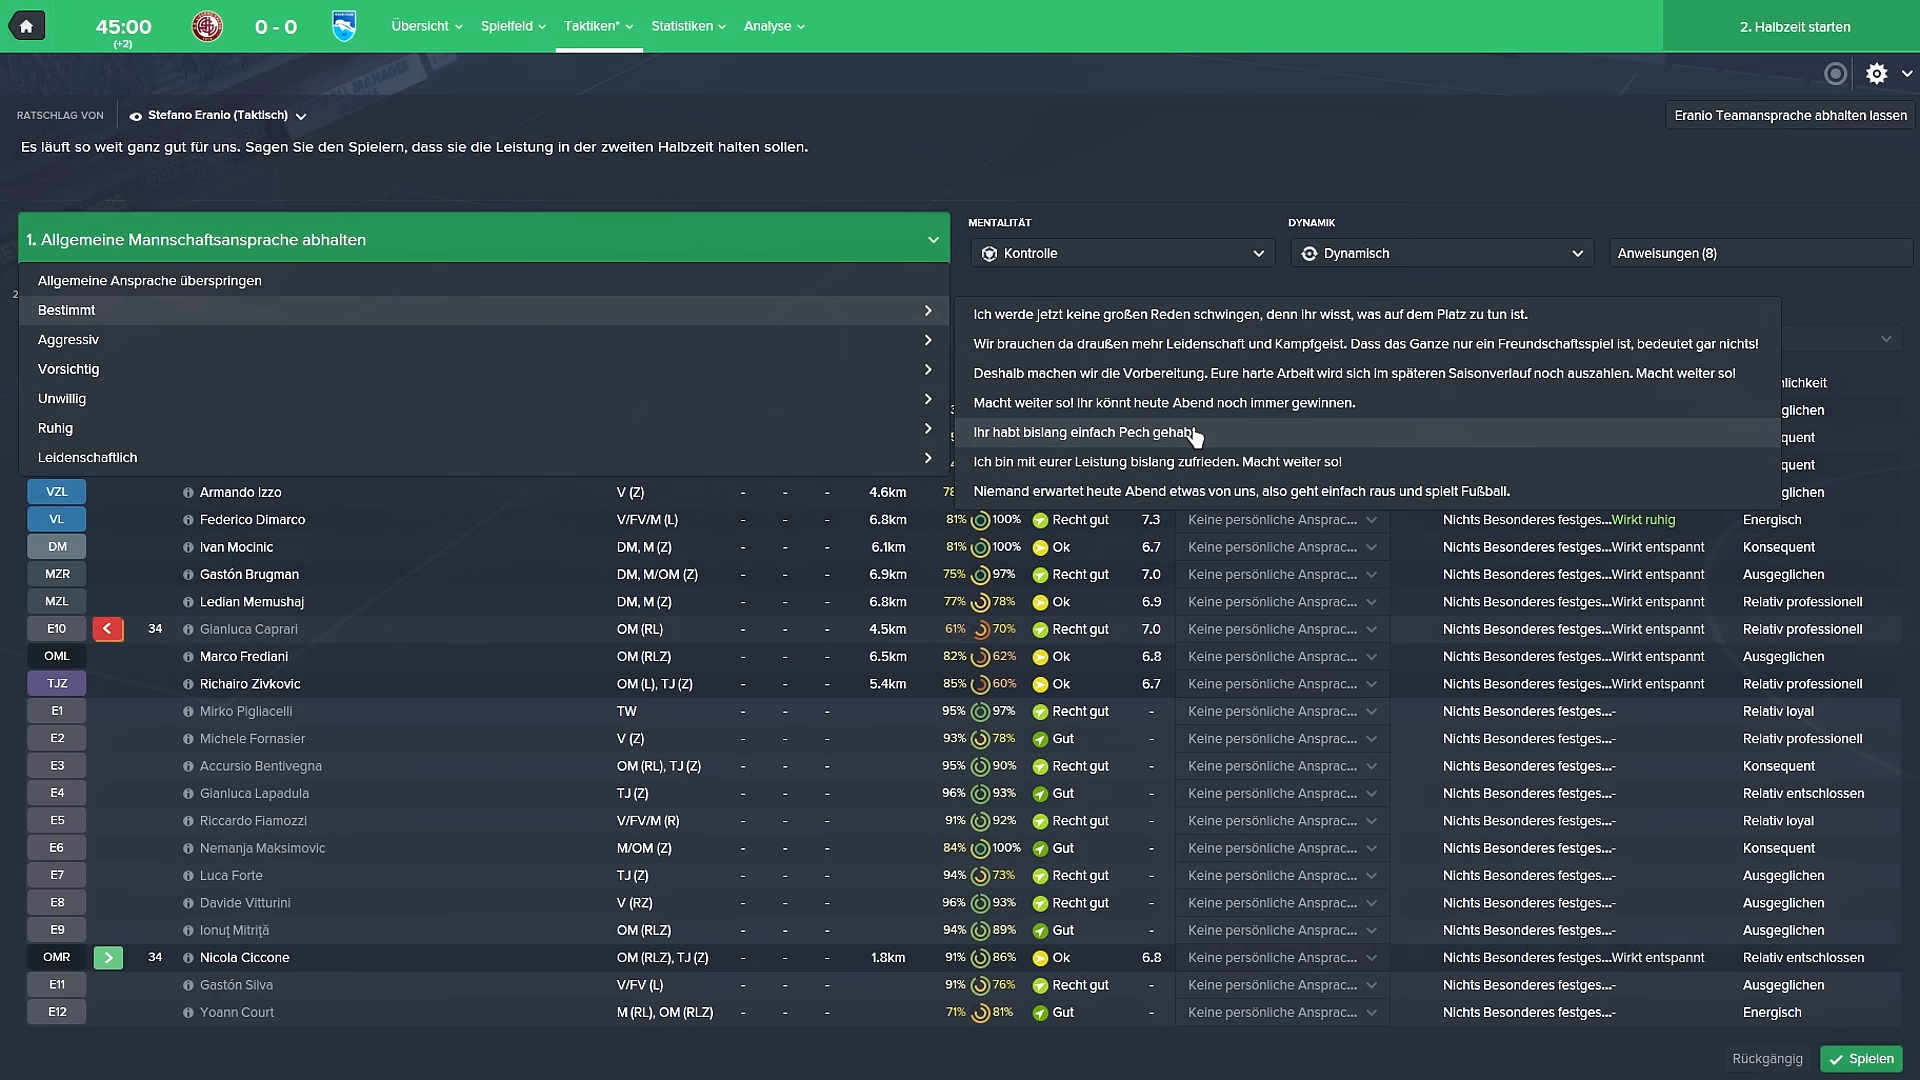 45:00
(+2)
0 - 0
Übersicht
Spielfeld
Taktiken*
Statistiken
Analyse
2. Halbzeit starten
RATSCHLAG VON
Stefano Eranio (Taktisch)
Eranio Teamansprache abhalten lassen
Es läuft so weit ganz gut für uns. Sagen Sie den Spielern, dass sie die Leistung in der zweiten Halbzeit halten sollen.
1. Allgemeine Mannschaftsansprache abhalten
MENTALITÄT
Kontrolle
DYNAMIK
Dynamisch
Anweisungen (8)
Allgemeine Ansprache überspringen
Bestimmt
Aggressiv
Vorsichtig
Unwillig
Ruhig
Leidenschaftlich
Ich werde jetzt keine großen Reden schwingen, denn ihr wisst, was auf dem Platz zu tun ist.
Wir brauchen da draußen mehr Leidenschaft und Kampfgeist. Dass das Ganze nur ein Freundschaftsspiel ist, bedeutet gar nichts!
Deshalb machen wir die Vorbereitung. Eure harte Arbeit wird sich im späteren Saisonverlauf noch auszahlen. Macht weiter so!
Macht weiter so! Ihr könnt heute Abend noch immer gewinnen.
Ihr habt bislang einfach Pech gehabt
Ich bin mit eurer Leistung bislang zufrieden. Macht weiter so!
Niemand erwartet heute Abend etwas von uns, also geht einfach raus und spielt Fußball.
nlichkeit
glichen
quent
quent
glichen
VZL Armando Izzo V (Z) - - - 4.6km 78
VL Federico Dimarco V/FV/M (L) - - - 6.8km 81% 100% Recht gut 7.3 Keine persönliche Ansprac... Nichts Besonderes festges...Wirkt ruhig Energisch
DM Ivan Mocinic DM, M (Z) - - - 6.1km 81% 100% Ok 6.7 Keine persönliche Ansprac... Nichts Besonderes festges...Wirkt entspannt Konsequent
MZR Gastón Brugman DM, M/OM (Z) - - - 6.9km 75% 97% Recht gut 7.0 Keine persönliche Ansprac... Nichts Besonderes festges...Wirkt entspannt Ausgeglichen
MZL Ledian Memushaj DM, M (Z) - - - 6.8km 77% 78% Ok 6.9 Keine persönliche Ansprac... Nichts Besonderes festges...Wirkt entspannt Relativ professionell
E10 34 Gianluca Caprari OM (RL) - - - 4.5km 61% 70% Recht gut 7.0 Keine persönliche Ansprac... Nichts Besonderes festges...Wirkt entspannt Relativ professionell
OML Marco Frediani OM (RLZ) - - - 6.5km 82% 62% Ok 6.8 Keine persönliche Ansprac... Nichts Besonderes festges...Wirkt entspannt Ausgeglichen
TJZ Richairo Zivkovic OM (L), TJ (Z) - - - 5.4km 85% 60% Ok 6.7 Keine persönliche Ansprac... Nichts Besonderes festges...Wirkt entspannt Relativ professionell
E1 Mirko Pigliacelli TW - - - 95% 97% Recht gut - Keine persönliche Ansprac... Nichts Besonderes festges...- Relativ loyal
E2 Michele Fornasier V (Z) - - - 93% 78% Gut - Keine persönliche Ansprac... Nichts Besonderes festges...- Relativ professionell
E3 Accursio Bentivegna OM (RL), TJ (Z) - - - 95% 90% Recht gut - Keine persönliche Ansprac... Nichts Besonderes festges...- Konsequent
E4 Gianluca Lapadula TJ (Z) - - - 96% 93% Gut - Keine persönliche Ansprac... Nichts Besonderes festges...- Relativ entschlossen
E5 Riccardo Fiamozzi V/FV/M (R) - - - 91% 92% Recht gut - Keine persönliche Ansprac... Nichts Besonderes festges...- Relativ loyal
E6 Nemanja Maksimovic M/OM (Z) - - - 84% 100% Gut - Keine persönliche Ansprac... Nichts Besonderes festges...- Konsequent
E7 Luca Forte TJ (Z) - - - 94% 73% Recht gut - Keine persönliche Ansprac... Nichts Besonderes festges...- Ausgeglichen
E8 Davide Vitturini V (RZ) - - - 96% 93% Recht gut - Keine persönliche Ansprac... Nichts Besonderes festges...- Ausgeglichen
E9 Ionuț Mitriță OM (RLZ) - - - 94% 89% Gut - Keine persönliche Ansprac... Nichts Besonderes festges...- Ausgeglichen
OMR 34 Nicola Ciccone OM (RLZ), TJ (Z) - - - 1.8km 91% 86% Ok 6.8 Keine persönliche Ansprac... Nichts Besonderes festges...Wirkt entspannt Relativ entschlossen
E11 Gastón Silva V/FV (L) - - - 91% 76% Recht gut - Keine persönliche Ansprac... Nichts Besonderes festges...- Ausgeglichen
E12 Yoann Court M (RL), OM (RLZ) - - - 71% 81% Gut - Keine persönliche Ansprac... Nichts Besonderes festges...- Energisch
Rückgängig
Spielen